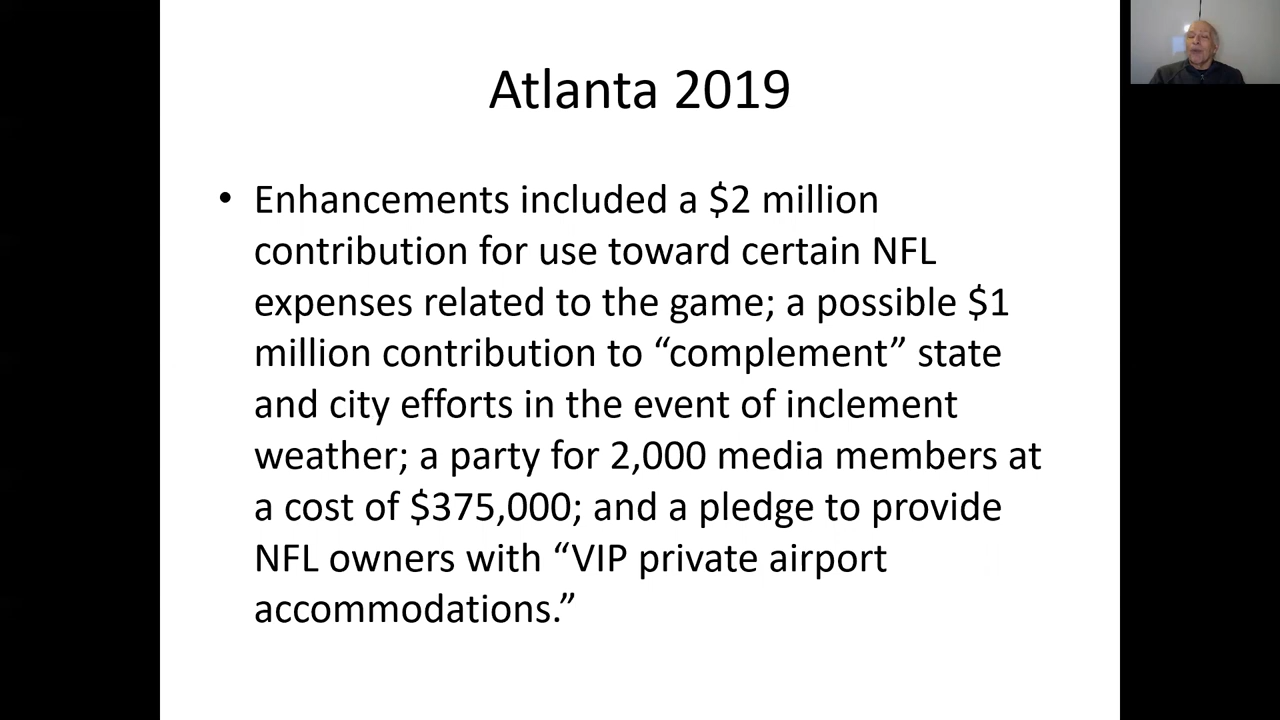 Atlanta 2019
• Enhancements included a $2 million
contribution for use toward certain NFL
expenses related to the game; a possible $1
million contribution to “complement” state
and city efforts in the event of inclement
weather; a party for 2,000 media members at
a cost of $375,000; and a pledge to provide
NFL owners with “VIP private airport
accommodations.”